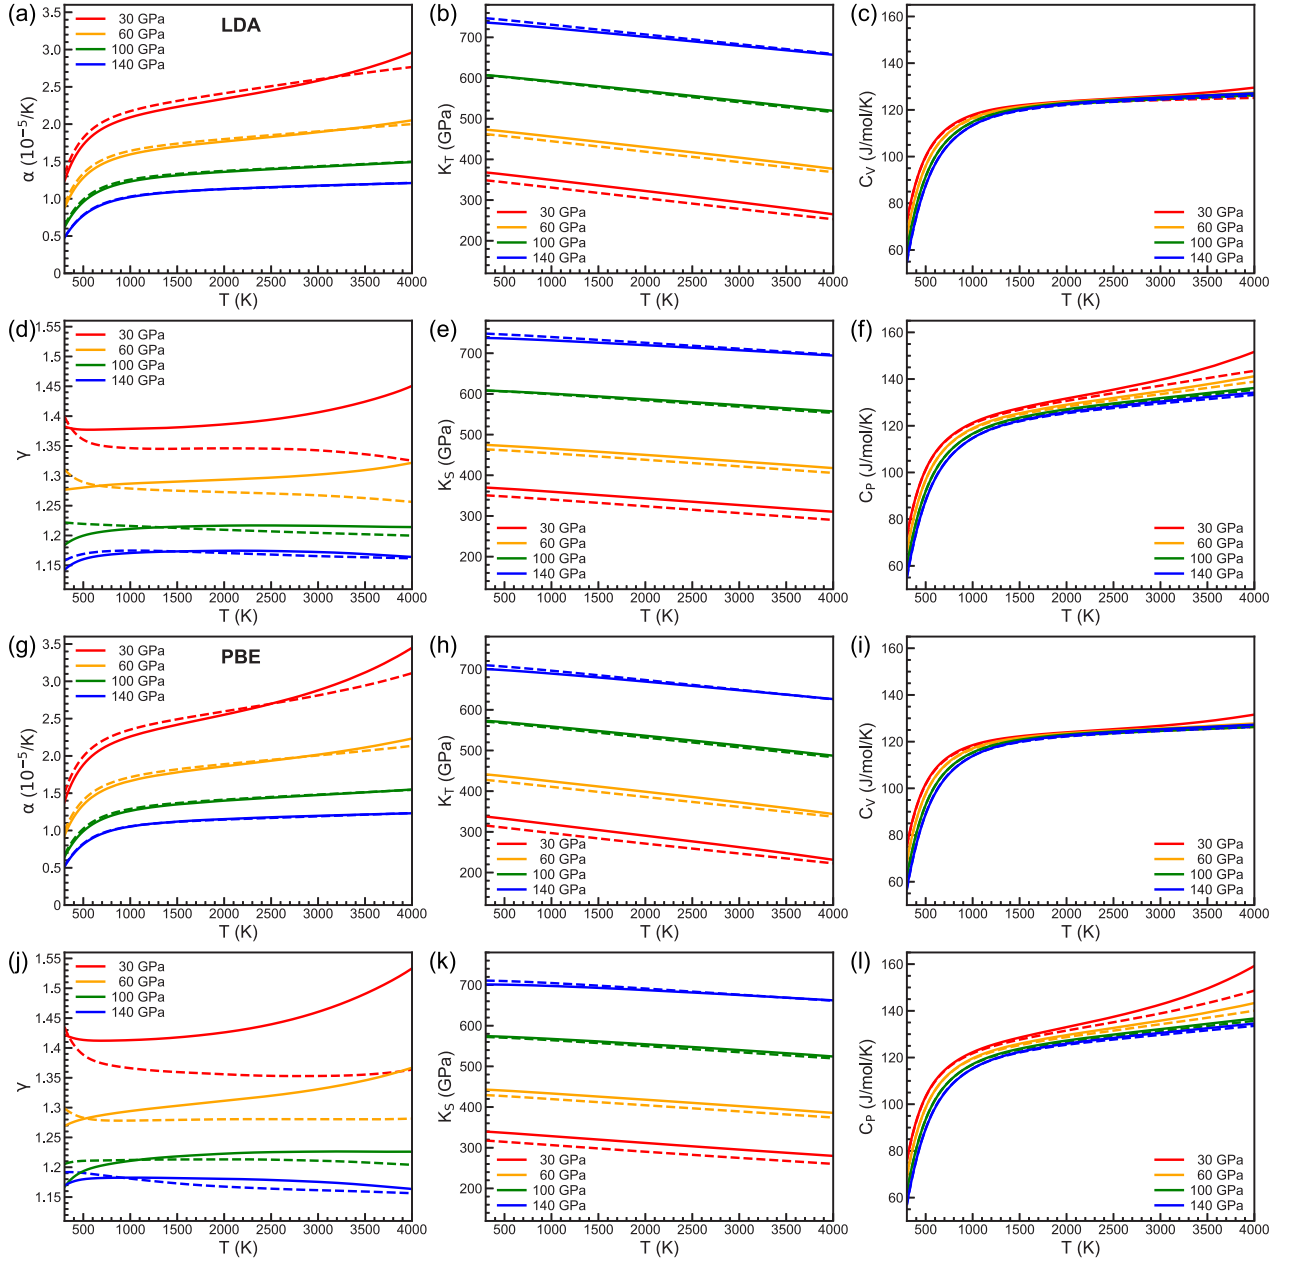 (a)
LDA
30 GPa
60 GPa
100 GPa
140 GPa
3.5
3.0
2.5
2.0
1.5
1.0
0.5
0
α (10⁻⁵/K)
500 1000 1500 2000 2500 3000 3500 4000
T (K)
(b)
700
600
500
400
300
200
K_T (GPa)
30 GPa
60 GPa
100 GPa
140 GPa
500 1000 1500 2000 2500 3000 3500 4000
T (K)
(c)
160
140
120
100
80
60
C_V (J/mol/K)
30 GPa
60 GPa
100 GPa
140 GPa
500 1000 1500 2000 2500 3000 3500 4000
T (K)
(d)
30 GPa
60 GPa
100 GPa
140 GPa
1.55
1.5
1.45
1.4
1.35
1.3
1.25
1.2
1.15
γ
500 1000 1500 2000 2500 3000 3500 4000
T (K)
(e)
700
600
500
400
300
200
K_S (GPa)
30 GPa
60 GPa
100 GPa
140 GPa
500 1000 1500 2000 2500 3000 3500 4000
T (K)
(f)
160
140
120
100
80
60
C_P (J/mol/K)
30 GPa
60 GPa
100 GPa
140 GPa
500 1000 1500 2000 2500 3000 3500 4000
T (K)
(g)
PBE
30 GPa
60 GPa
100 GPa
140 GPa
3.5
3.0
2.5
2.0
1.5
1.0
0.5
0
α (10⁻⁵/K)
500 1000 1500 2000 2500 3000 3500 4000
T (K)
(h)
700
600
500
400
300
200
K_T (GPa)
30 GPa
60 GPa
100 GPa
140 GPa
500 1000 1500 2000 2500 3000 3500 4000
T (K)
(i)
160
140
120
100
80
60
C_V (J/mol/K)
30 GPa
60 GPa
100 GPa
140 GPa
500 1000 1500 2000 2500 3000 3500 4000
T (K)
(j)
30 GPa
60 GPa
100 GPa
140 GPa
1.55
1.5
1.45
1.4
1.35
1.3
1.25
1.2
1.15
γ
500 1000 1500 2000 2500 3000 3500 4000
T (K)
(k)
700
600
500
400
300
200
K_S (GPa)
30 GPa
60 GPa
100 GPa
140 GPa
500 1000 1500 2000 2500 3000 3500 4000
T (K)
(l)
160
140
120
100
80
60
C_P (J/mol/K)
30 GPa
60 GPa
100 GPa
140 GPa
500 1000 1500 2000 2500 3000 3500 4000
T (K)